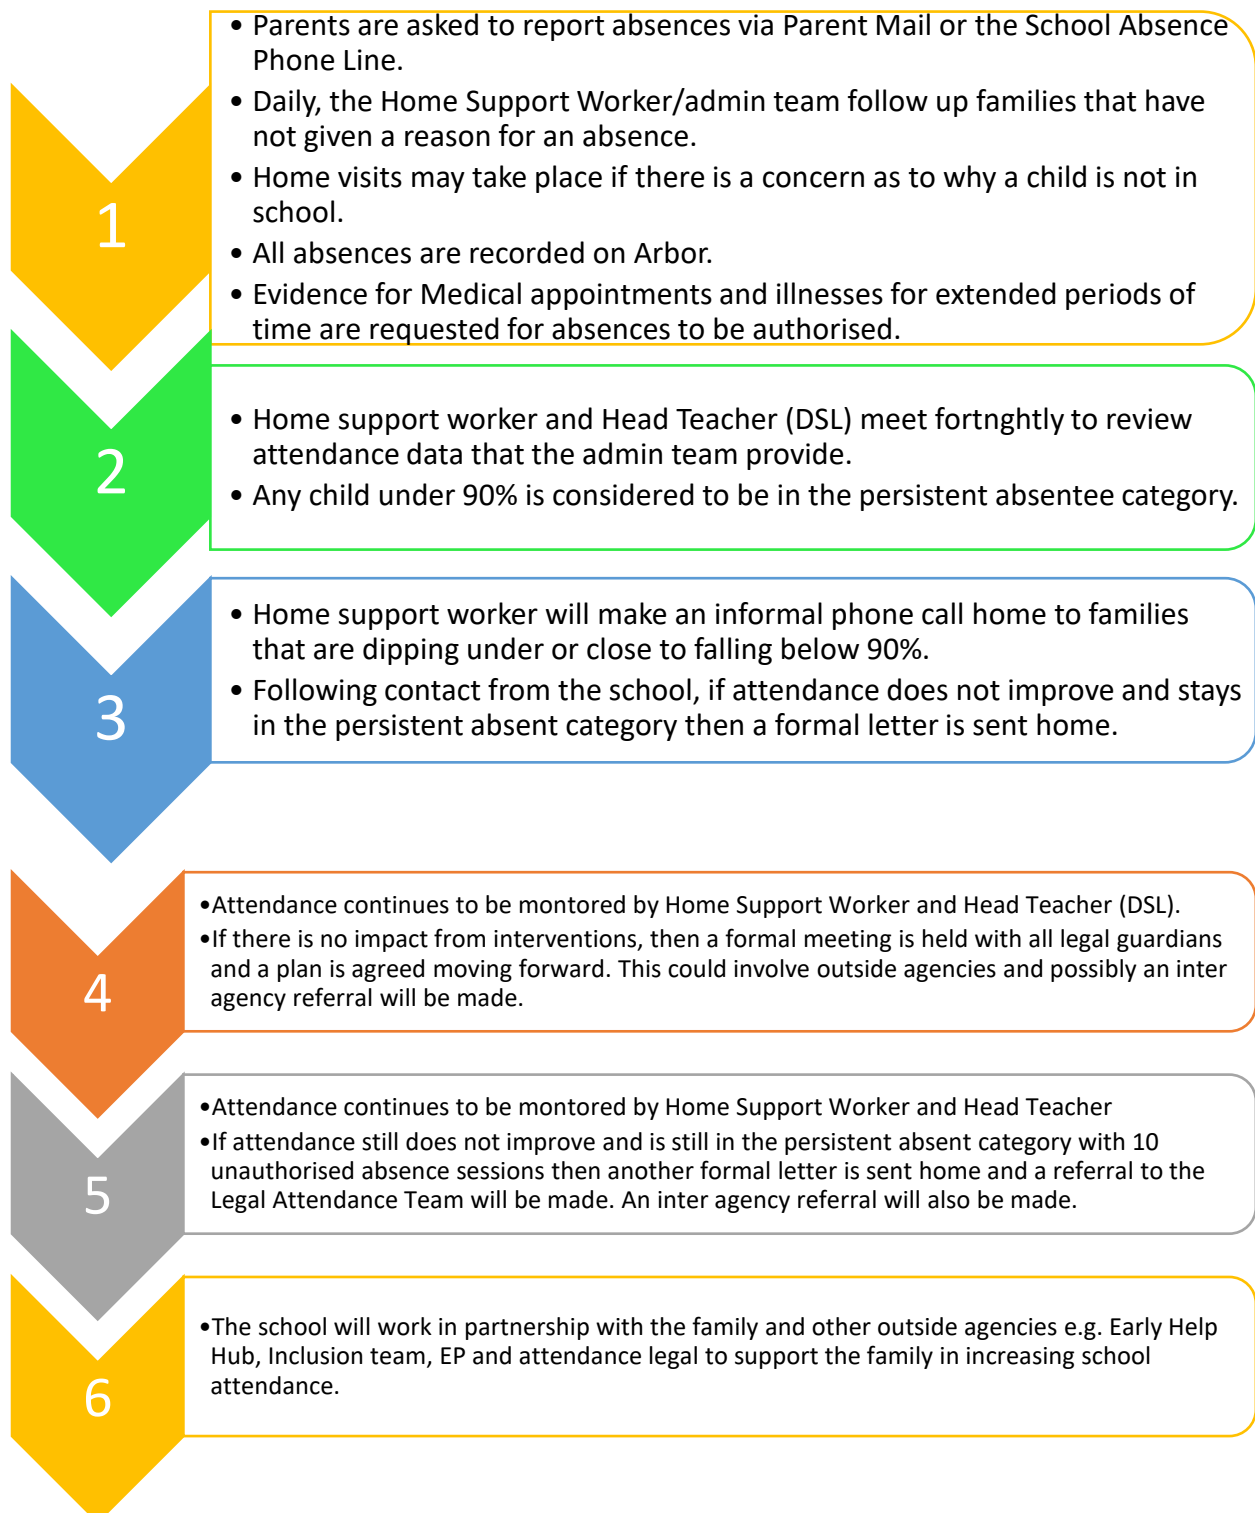 • Parents are asked to report absences via Parent Mail or the School Absence
Phone Line.
• Daily, the Home Support Worker/admin team follow up families that have
not given a reason for an absence.
• Home visits may take place if there is a concern as to why a child is not in
school.
• All absences are recorded on Arbor.
• Evidence for Medical appointments and illnesses for extended periods of
time are requested for absences to be authorised.
1
• Home support worker and Head Teacher (DSL) meet fortnghtly to review
attendance data that the admin team provide.
• Any child under 90% is considered to be in the persistent absentee category.
2
• Home support worker will make an informal phone call home to families
that are dipping under or close to falling below 90%.
• Following contact from the school, if attendance does not improve and stays
in the persistent absent category then a formal letter is sent home.
3
•Attendance continues to be montored by Home Support Worker and Head Teacher (DSL).
•If there is no impact from interventions, then a formal meeting is held with all legal guardians
and a plan is agreed moving forward. This could involve outside agencies and possibly an inter
agency referral will be made.
4
•Attendance continues to be montored by Home Support Worker and Head Teacher
•If attendance still does not improve and is still in the persistent absent category with 10
unauthorised absence sessions then another formal letter is sent home and a referral to the
Legal Attendance Team will be made. An inter agency referral will also be made.
5
•The school will work in partnership with the family and other outside agencies e.g. Early Help
Hub, Inclusion team, EP and attendance legal to support the family in increasing school
attendance.
6